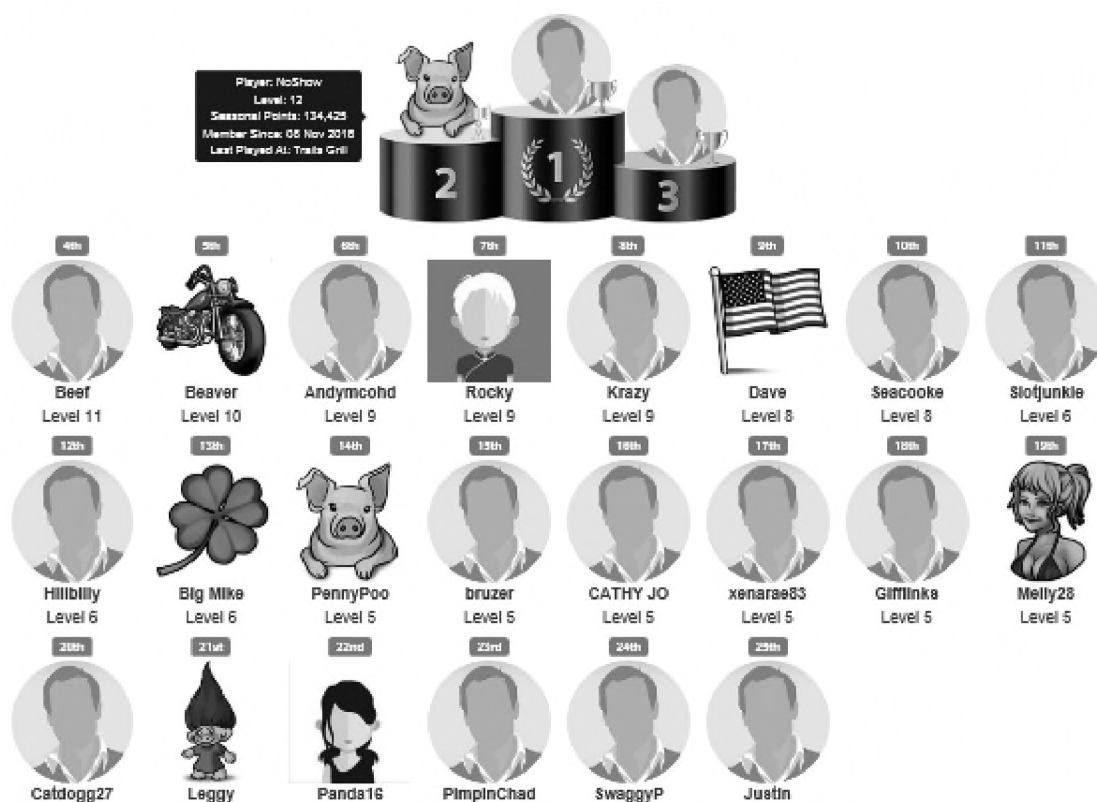 Player: NoShow
Level: 12
Seasonal Points: 134,425
Member Since: 08 Nov 2016
Last Played At: Trails Grill
2 1 3
4th 5th 6th 7th 8th 9th 10th 11th
Beef Beaver Andymcohd Rocky Krazy Dave Seacooke Slotjunkie
Level 11 Level 10 Level 9 Level 9 Level 9 Level 8 Level 8 Level 6
12th 13th 14th 15th 16th 17th 18th 19th
Hillbilly Big Mike PennyPoo bruzer CATHY JO xenarae83 Gifflinks Melly28
Level 6 Level 6 Level 5 Level 5 Level 5 Level 5 Level 5 Level 5
20th 21st 22nd 23rd 24th 25th
Catdogg27 Leggy Panda16 PimpinChad SwaggyP Justin